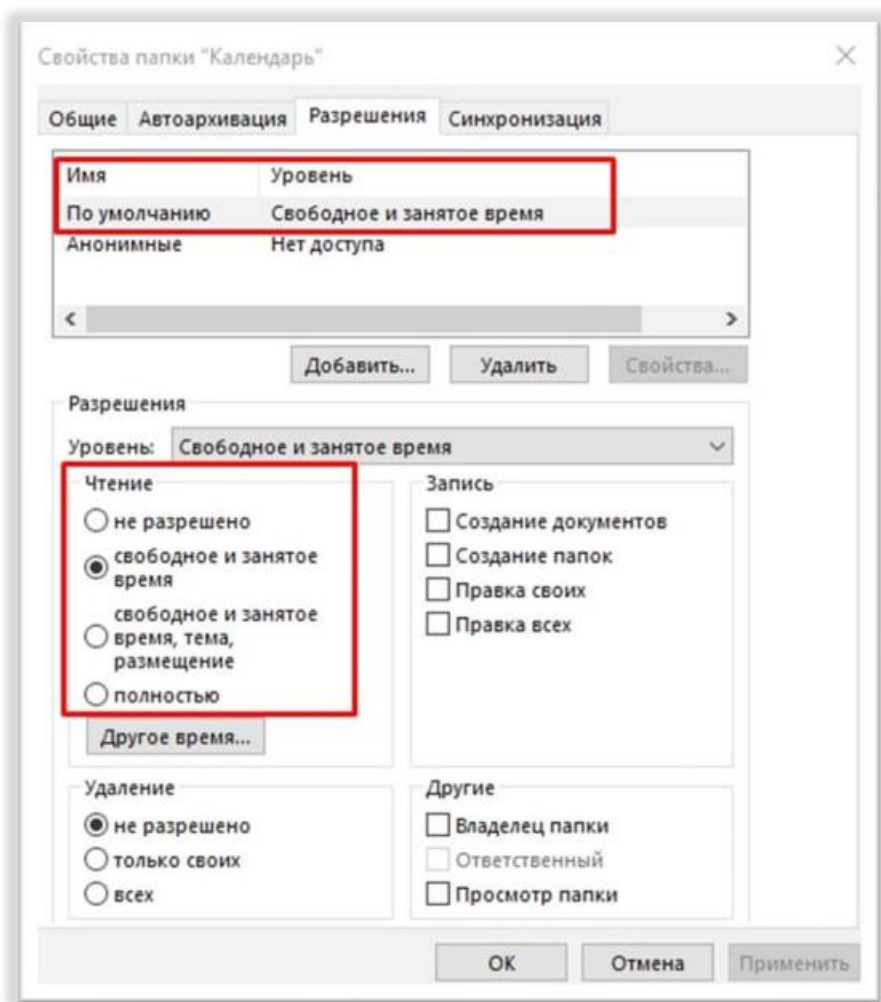 Свойства папки "Календарь"
Общие Автоархивация Разрешения Синхронизация
Имя Уровень
По умолчанию Свободное и занятое время
Анонимные Нет доступа
Добавить... Удалить Свойства...
Разрешения
Уровень: Свободное и занятое время
Чтение
не разрешено
свободное и занятое
время
свободное и занятое
время, тема,
размещение
полностью
Другое время...
Запись
Создание документов
Создание папок
Правка своих
Правка всех
Удаление
не разрешено
только своих
всех
Другие
Владелец папки
Ответственный
Просмотр папки
ОК Отмена Применить